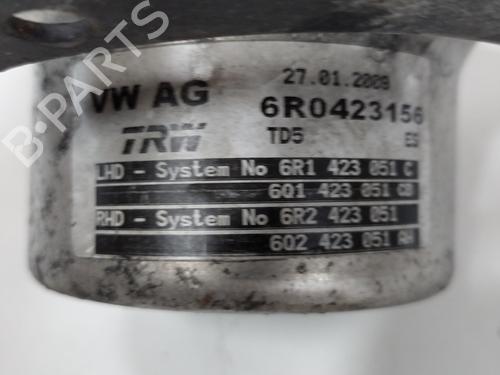 27.01.2009
VW AG
6R0423156
TRW
TD5
ES
LHD - System No 6R1 423 051 C
6Q1 423 051 CB
RHD - System No 6R2 423 051
6Q2 423 051 AH
B-Parts